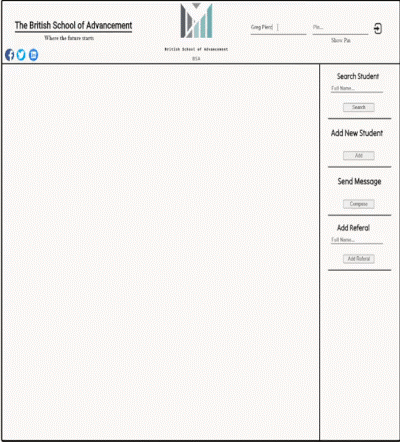 The British School of Advancement
Where the future starts
British School of Advancement
BSA
Greg Pierc
Pin...
Show Pin
Search Student
Full Name...
Search
Add New Student
Add
Send Message
Compose
Add Referal
Full Name...
Add Referal